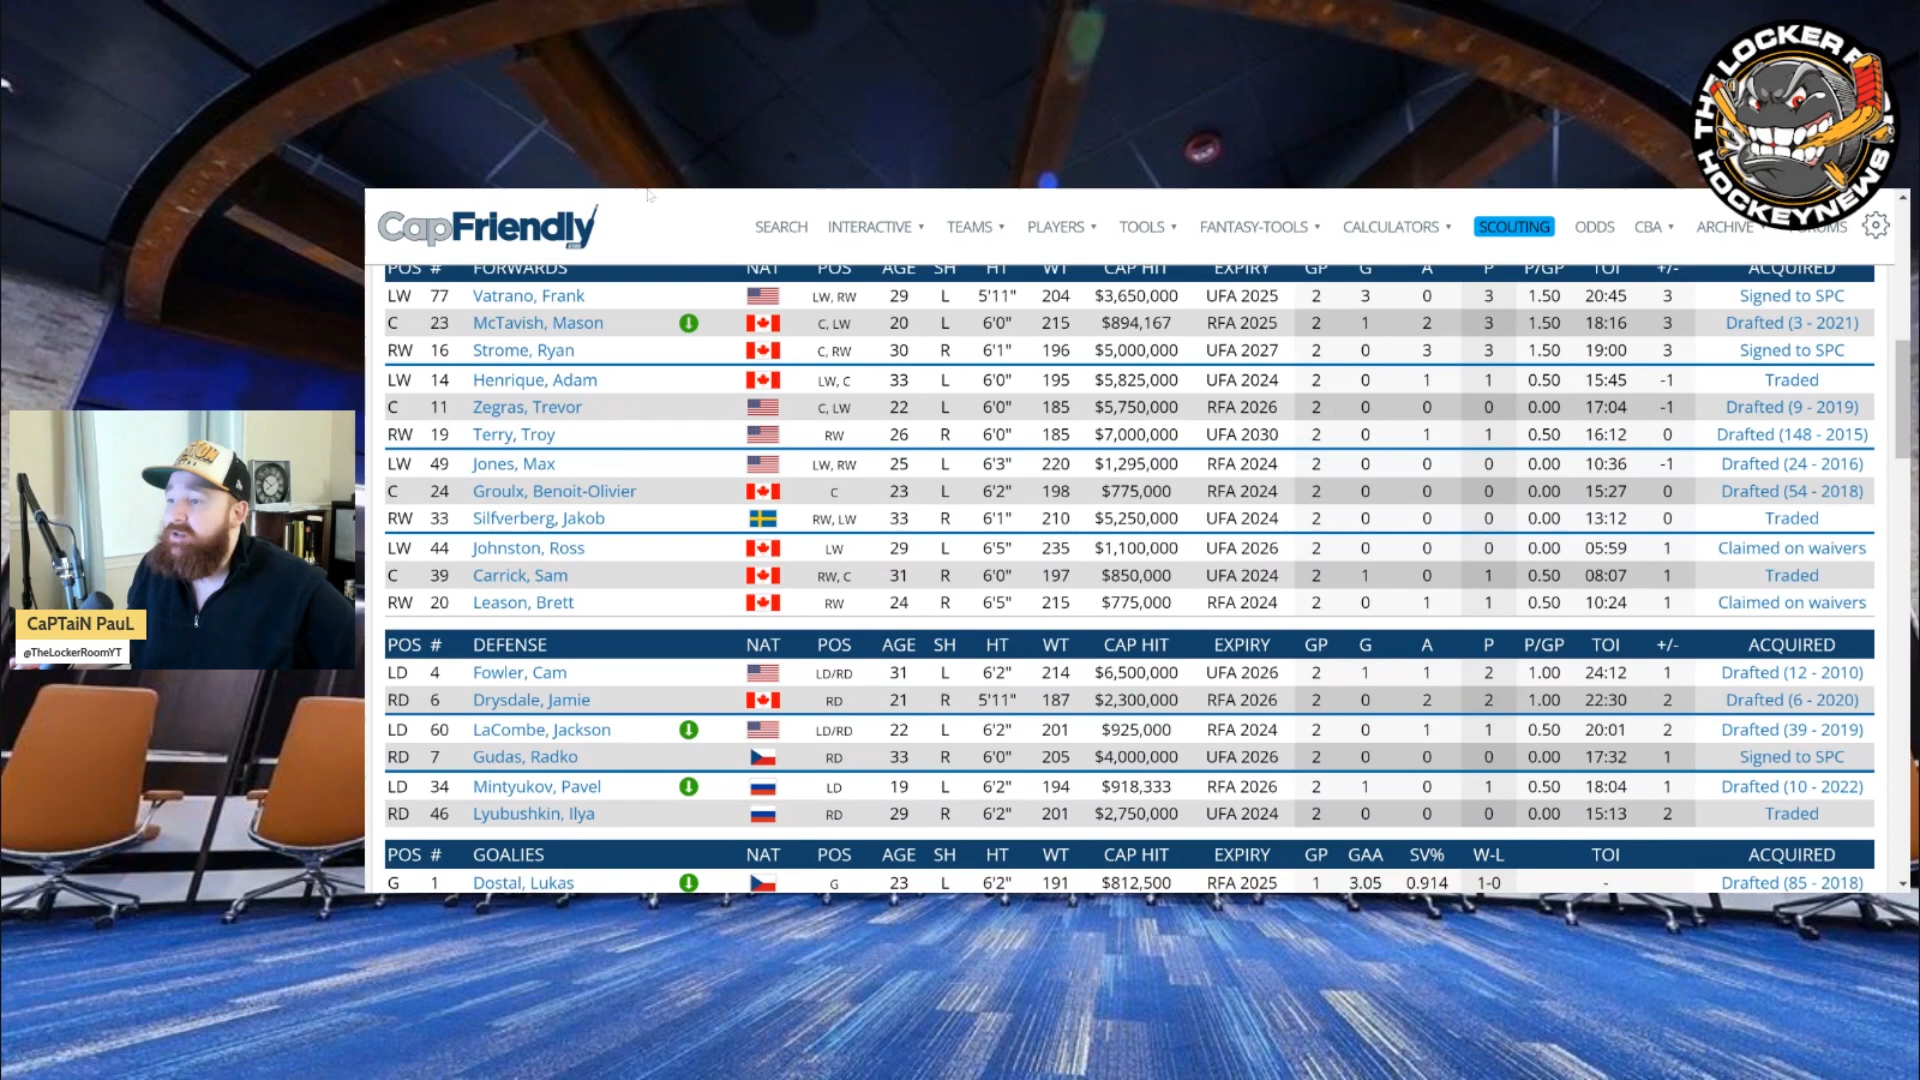 THE LOCKER R
HOCKEYNEWS
CapFriendly
SEARCH INTERACTIVE TEAMS PLAYERS TOOLS FANTASY-TOOLS CALCULATORS SCOUTING ODDS CBA ARCHIVE FORUMS
POS # FORWARDS NAT POS AGE SH HT WT CAP HIT EXPIRY GP G A P P/GP TOI +/- ACQUIRED
LW 77 Vatrano, Frank LW, RW 29 L 5'11" 204 $3,650,000 UFA 2025 2 3 0 3 1.50 20:45 3 Signed to SPC
C 23 McTavish, Mason C, LW 20 L 6'0" 215 $894,167 RFA 2025 2 1 2 3 1.50 18:16 3 Drafted (3 - 2021)
RW 16 Strome, Ryan C, RW 30 R 6'1" 196 $5,000,000 UFA 2027 2 0 3 3 1.50 19:00 3 Signed to SPC
LW 14 Henrique, Adam LW, C 33 L 6'0" 195 $5,825,000 UFA 2024 2 0 1 1 0.50 15:45 -1 Traded
C 11 Zegras, Trevor C, LW 22 L 6'0" 185 $5,750,000 RFA 2026 2 0 0 0 0.00 17:04 -1 Drafted (9 - 2019)
RW 19 Terry, Troy RW 26 R 6'0" 185 $7,000,000 UFA 2030 2 0 1 1 0.50 16:12 0 Drafted (148 - 2015)
LW 49 Jones, Max LW, RW 25 L 6'3" 220 $1,295,000 RFA 2024 2 0 0 0 0.00 10:36 -1 Drafted (24 - 2016)
C 24 Groulx, Benoit-Olivier C 23 L 6'2" 198 $775,000 RFA 2024 2 0 0 0 0.00 15:27 0 Drafted (54 - 2018)
RW 33 Silfverberg, Jakob RW, LW 33 R 6'1" 210 $5,250,000 UFA 2024 2 0 0 0 0.00 13:12 0 Traded
LW 44 Johnston, Ross LW 29 L 6'5" 235 $1,100,000 UFA 2026 2 0 0 0 0.00 05:59 1 Claimed on waivers
C 39 Carrick, Sam RW, C 31 R 6'0" 197 $850,000 UFA 2024 2 1 0 1 0.50 08:07 1 Traded
RW 20 Leason, Brett RW 24 R 6'5" 215 $775,000 RFA 2024 2 0 1 1 0.50 10:24 1 Claimed on waivers
POS # DEFENSE NAT POS AGE SH HT WT CAP HIT EXPIRY GP G A P P/GP TOI +/- ACQUIRED
LD 4 Fowler, Cam LD/RD 31 L 6'2" 214 $6,500,000 UFA 2026 2 1 1 2 1.00 24:12 1 Drafted (12 - 2010)
RD 6 Drysdale, Jamie RD 21 R 5'11" 187 $2,300,000 RFA 2026 2 0 2 2 1.00 22:30 2 Drafted (6 - 2020)
LD 60 LaCombe, Jackson LD/RD 22 L 6'2" 201 $925,000 RFA 2024 2 0 1 1 0.50 20:01 2 Drafted (39 - 2019)
RD 7 Gudas, Radko RD 33 R 6'0" 205 $4,000,000 UFA 2026 2 0 0 0 0.00 17:32 1 Signed to SPC
LD 34 Mintyukov, Pavel LD 19 L 6'2" 194 $918,333 RFA 2026 2 1 0 1 0.50 18:04 1 Drafted (10 - 2022)
RD 46 Lyubushkin, Ilya RD 29 R 6'2" 201 $2,750,000 UFA 2024 2 0 0 0 0.00 15:13 2 Traded
POS # GOALIES NAT POS AGE SH HT WT CAP HIT EXPIRY GP GAA SV% W-L TOI ACQUIRED
G 1 Dostal, Lukas G 23 L 6'2" 191 $812,500 RFA 2025 1 3.05 0.914 1-0 - Drafted (85 - 2018)
CaPTaiN PauL
@TheLockerRoomYT